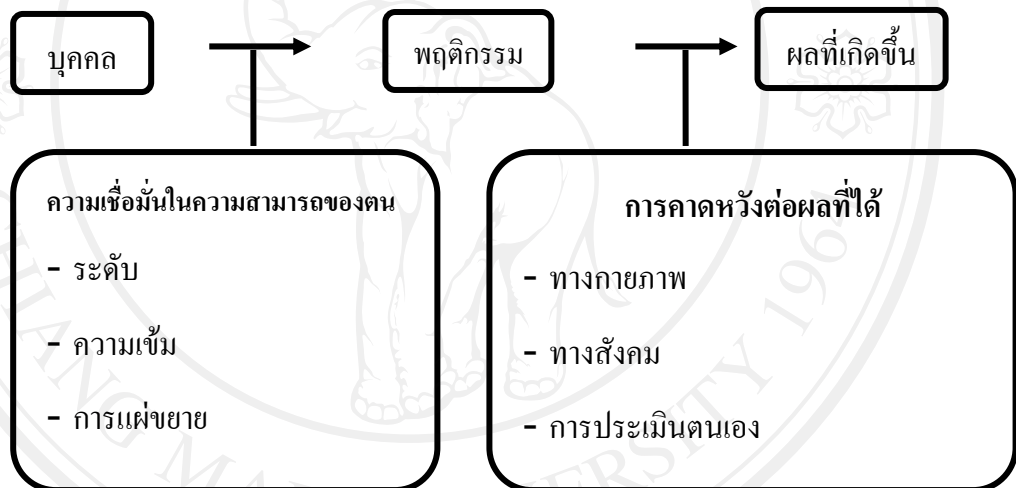 บุคคล
พฤติกรรม
ผลที่เกิดขึ้น
ความเชื่อมั่นในความสามารถของตน
- ระดับ
- ความเข้ม
- การแผ่ขยาย
การคาดหวังต่อผลที่ได้
- ทางกายภาพ
- ทางสังคม
- การประเมินตนเอง